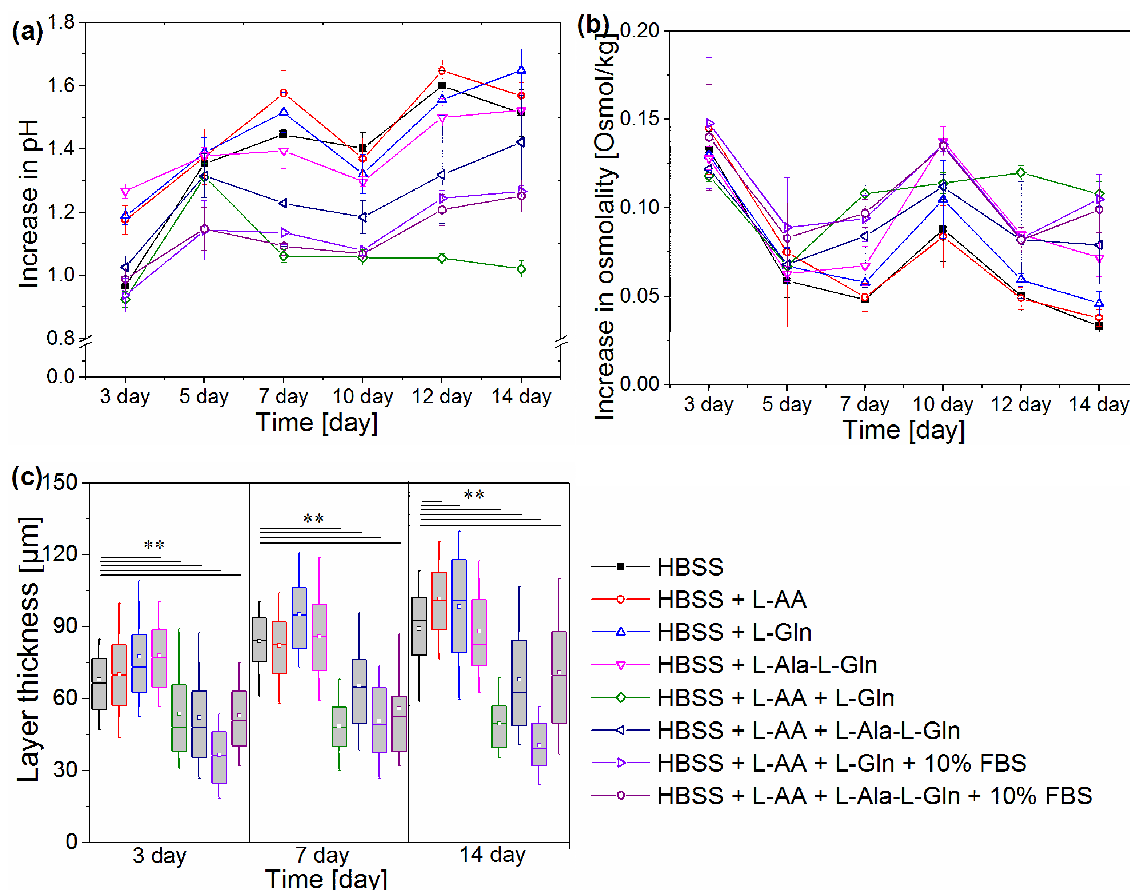 (a)
Increase in pH
1.8
1.6
1.4
1.2
1.0
0.8
0.0
3 day 5 day 7 day 10 day 12 day 14 day
Time [day]
(b)
Increase in osmolality [Osmol/kg]
0.20
0.15
0.10
0.05
0.00
3 day 5 day 7 day 10 day 12 day 14 day
Time [day]
(c)
Layer thickness [µm]
150
120
90
60
30
0
** ** **
3 day 7 day 14 day
Time [day]
HBSS
HBSS + L-AA
HBSS + L-Gln
HBSS + L-Ala-L-Gln
HBSS + L-AA + L-Gln
HBSS + L-AA + L-Ala-L-Gln
HBSS + L-AA + L-Gln + 10% FBS
HBSS + L-AA + L-Ala-L-Gln + 10% FBS